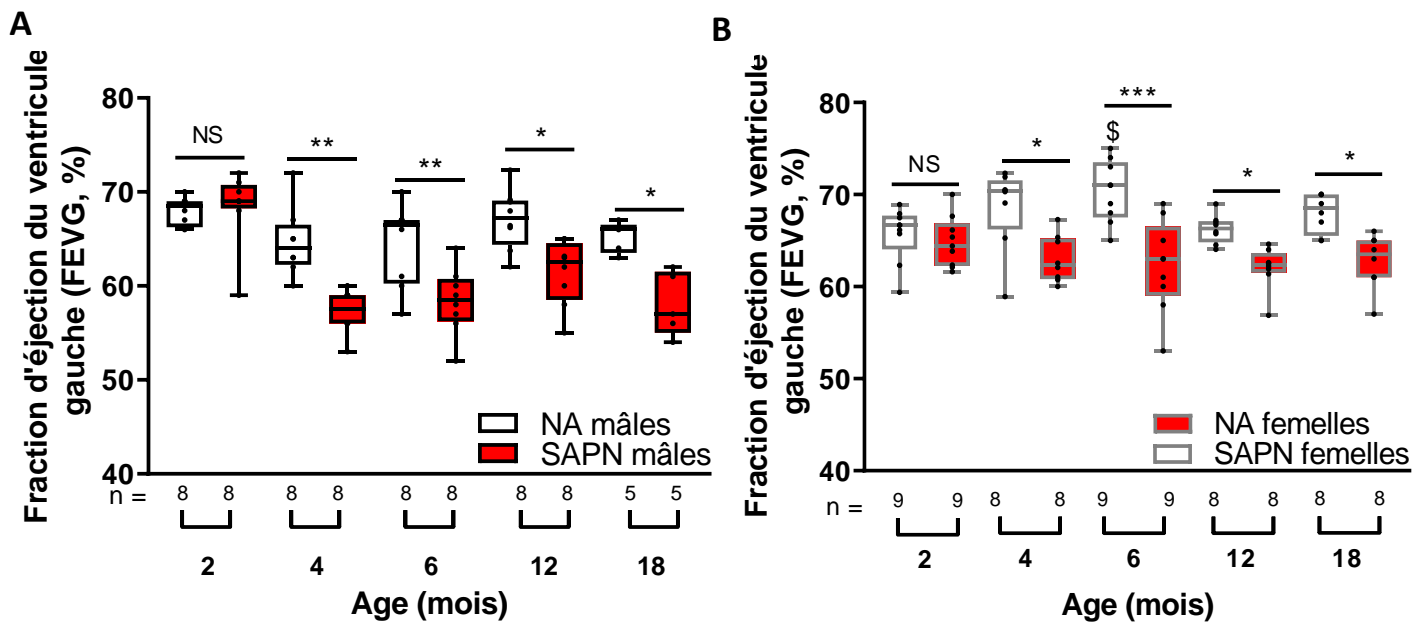 A
Fraction d'éjection du ventricule
gauche (FEVG, %)
80
70
60
50
40
NS
**
**
*
*
NA mâles
SAPN mâles
n =
8 8 8 8 8 8 8 8 5 5
2 4 6 12 18
Age (mois)
B
Fraction d'éjection du ventricule
gauche (FEVG, %)
80
70
60
50
40
NS
*
***
$
*
*
NA femelles
SAPN femelles
n =
9 9 8 8 9 9 8 8 8 8
2 4 6 12 18
Age (mois)